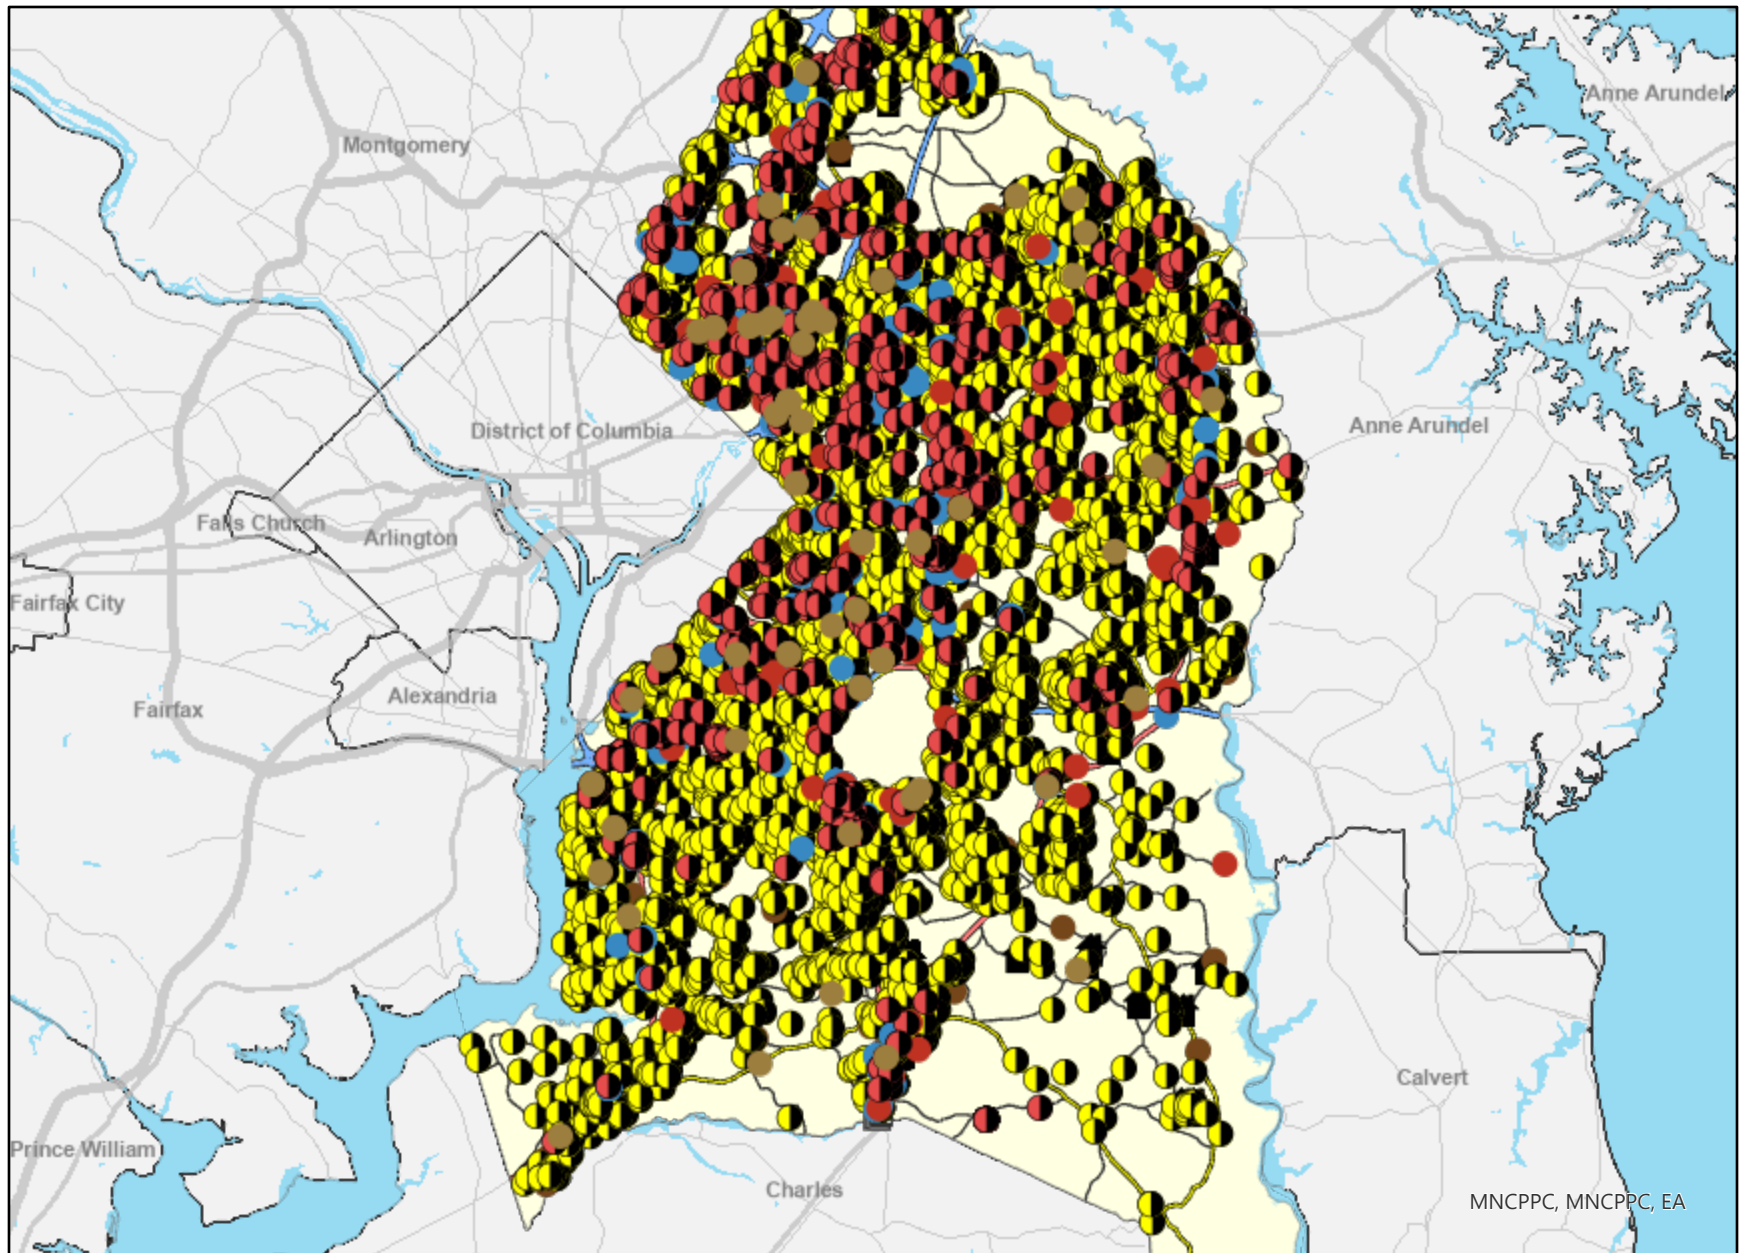 Anne Arundel
Montgomery
District of Columbia
Anne Arundel
Falls Church
Arlington
Fairfax City
Alexandria
Fairfax
Calvert
Prince William
Charles
MNCPPC, MNCPPC, EA